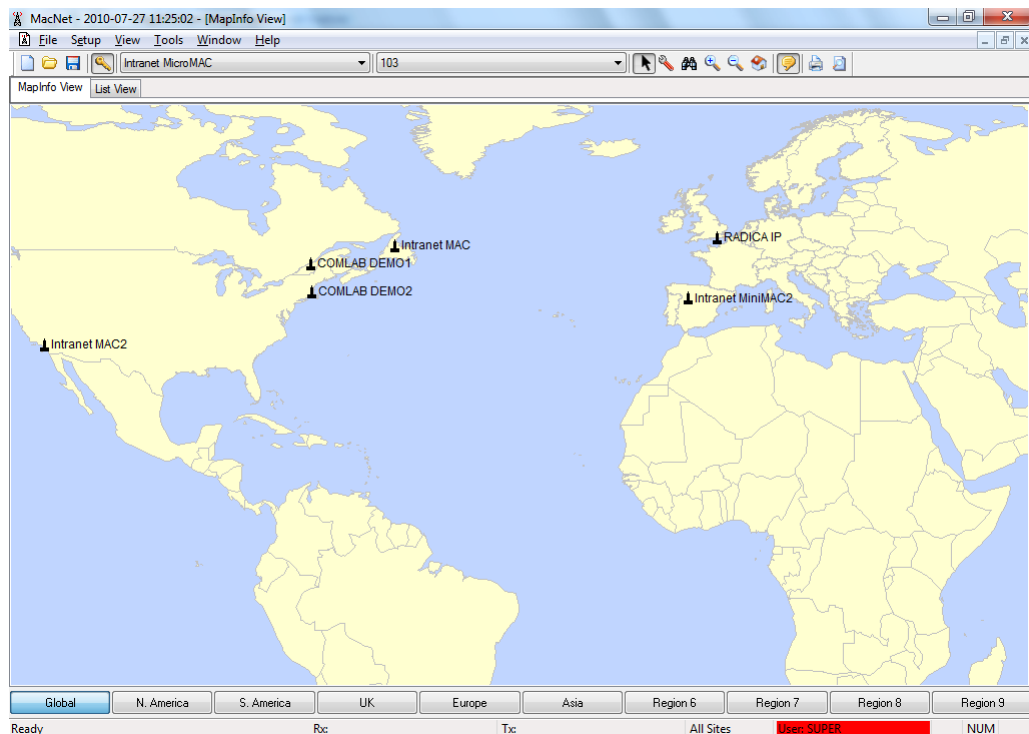 MacNet - 2010-07-27 11:25:02 - [MapInfo View]
File Setup View Tools Window Help
Intranet MicroMAC 103
MapInfo View List View
Intranet MAC
RADICA IP
COMLAB DEMO1
COMLAB DEMO2
Intranet MiniMAC2
Intranet MAC2
Global N. America S. America UK Europe Asia Region 6 Region 7 Region 8 Region 9
Ready Rx: Tx: All Sites User: SUPER NUM